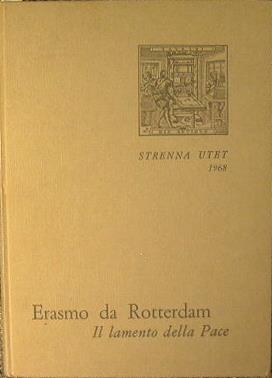 STRENNA UTET
1968
Erasmo da Rotterdam
Il lamento della Pace